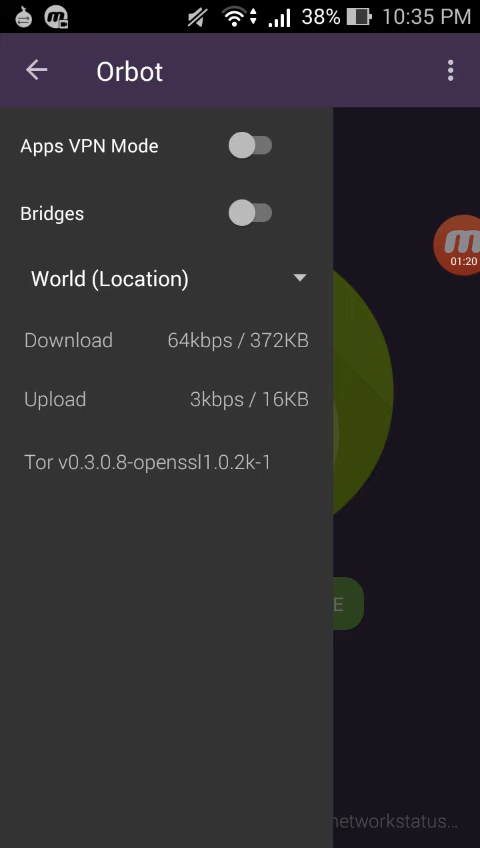 38% 10:35 PM
Orbot
Apps VPN Mode
Bridges
01:20
World (Location)
Download 64kbps / 372KB
Upload 3kbps / 16KB
Tor v0.3.0.8-openssl1.0.2k-1
E
networkstatus...